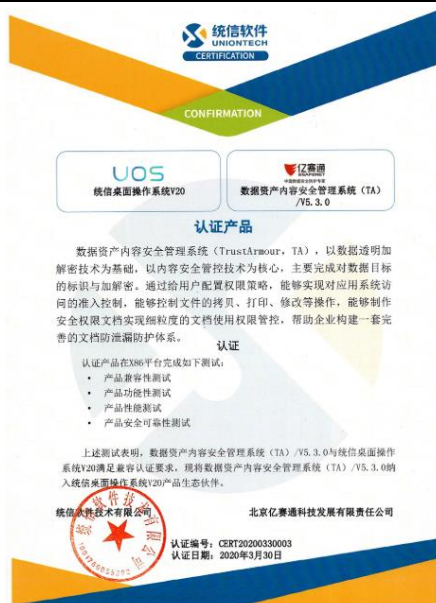 统信软件
UNIONTECH
CERTIFICATION
CONFIRMATION
UOS
统信桌面操作系统V20
亿赛通
数据资产内容安全管理系统（TA）
/V5.3.0
认证产品
数据资产内容安全管理系统（TrustArmour，TA），以数据透明加
解密技术为基础，以内容安全管控技术为核心，主要完成对数据目标
的标识与加解密。通过给用户配置权限策略，能够实现对应用系统访
问的准入控制，能够控制文件的拷贝、打印、修改等操作，能够制作
安全权限文档实现细粒度的文档使用权限管控，帮助企业构建一套完
善的文档防泄漏防护体系。
认证
认证产品在X86平台完成如下测试：
• 产品兼容性测试
• 产品功能性测试
• 产品性能测试
• 产品安全可靠性测试
上述测试表明，数据资产内容安全管理系统（TA）/V5.3.0与统信桌面操作
系统V20满足兼容认证要求，现将数据资产内容安全管理系统（TA）/V5.3.0纳
入统信桌面操作系统V20产品生态伙伴。
统信软件技术有限公司
北京亿赛通科技发展有限责任公司
统信软件技术有限公司
认证编号：CERT20200330003
认证日期：2020年3月30日